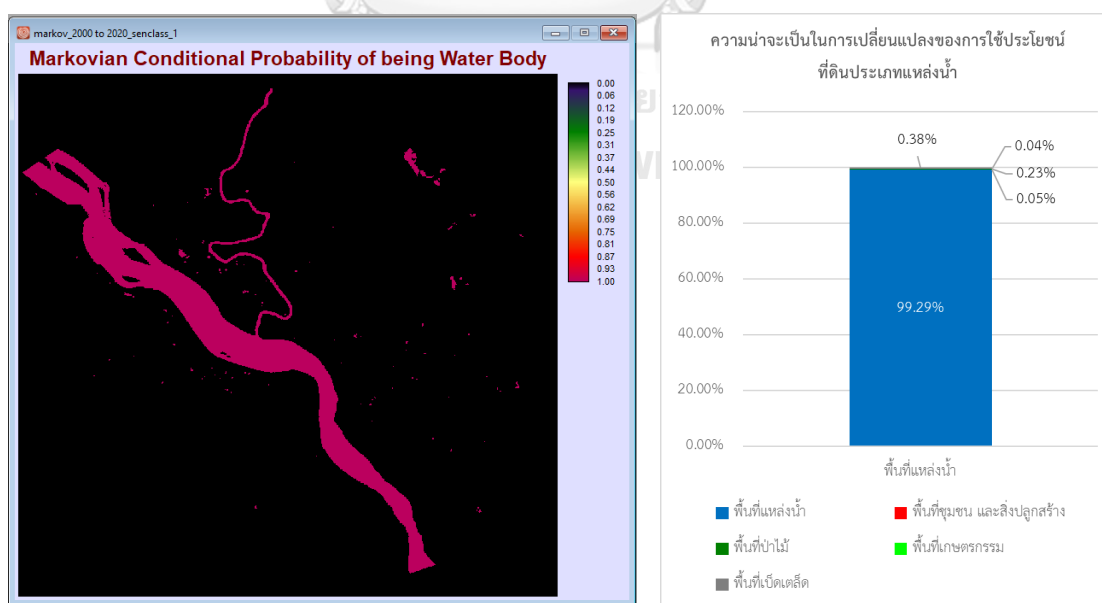 markov_2000 to 2020_senclass_1
Markovian Conditional Probability of being Water Body
0.00
0.06
0.12
0.19
0.25
0.31
0.37
0.44
0.50
0.56
0.62
0.69
0.75
0.81
0.87
0.93
1.00
ความน่าจะเป็นในการเปลี่ยนแปลงของการใช้ประโยชน์
ที่ดินประเภทแหล่งน้ำ
120.00%
100.00%
80.00%
60.00%
40.00%
20.00%
0.00%
0.38%
0.04%
0.23%
0.05%
99.29%
พื้นที่แหล่งน้ำ
พื้นที่แหล่งน้ำ
พื้นที่ชุมชน และสิ่งปลูกสร้าง
พื้นที่ป่าไม้
พื้นที่เกษตรกรรม
พื้นที่เบ็ดเตล็ด